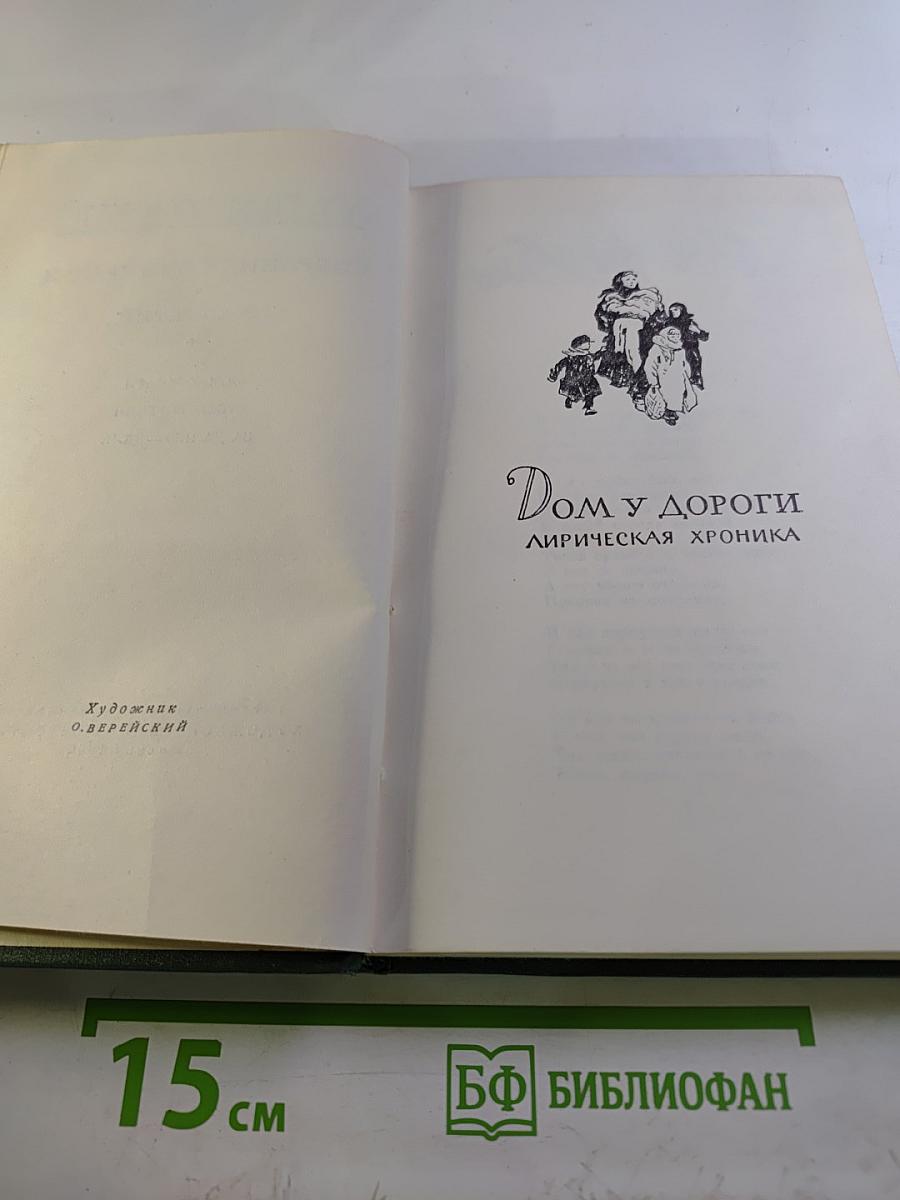 Художник
О. ВЕРЕЙСКИЙ
ДОМ У ДОРОГИ
ЛИРИЧЕСКАЯ ХРОНИКА
15 см
БФ БИБЛИОФАН